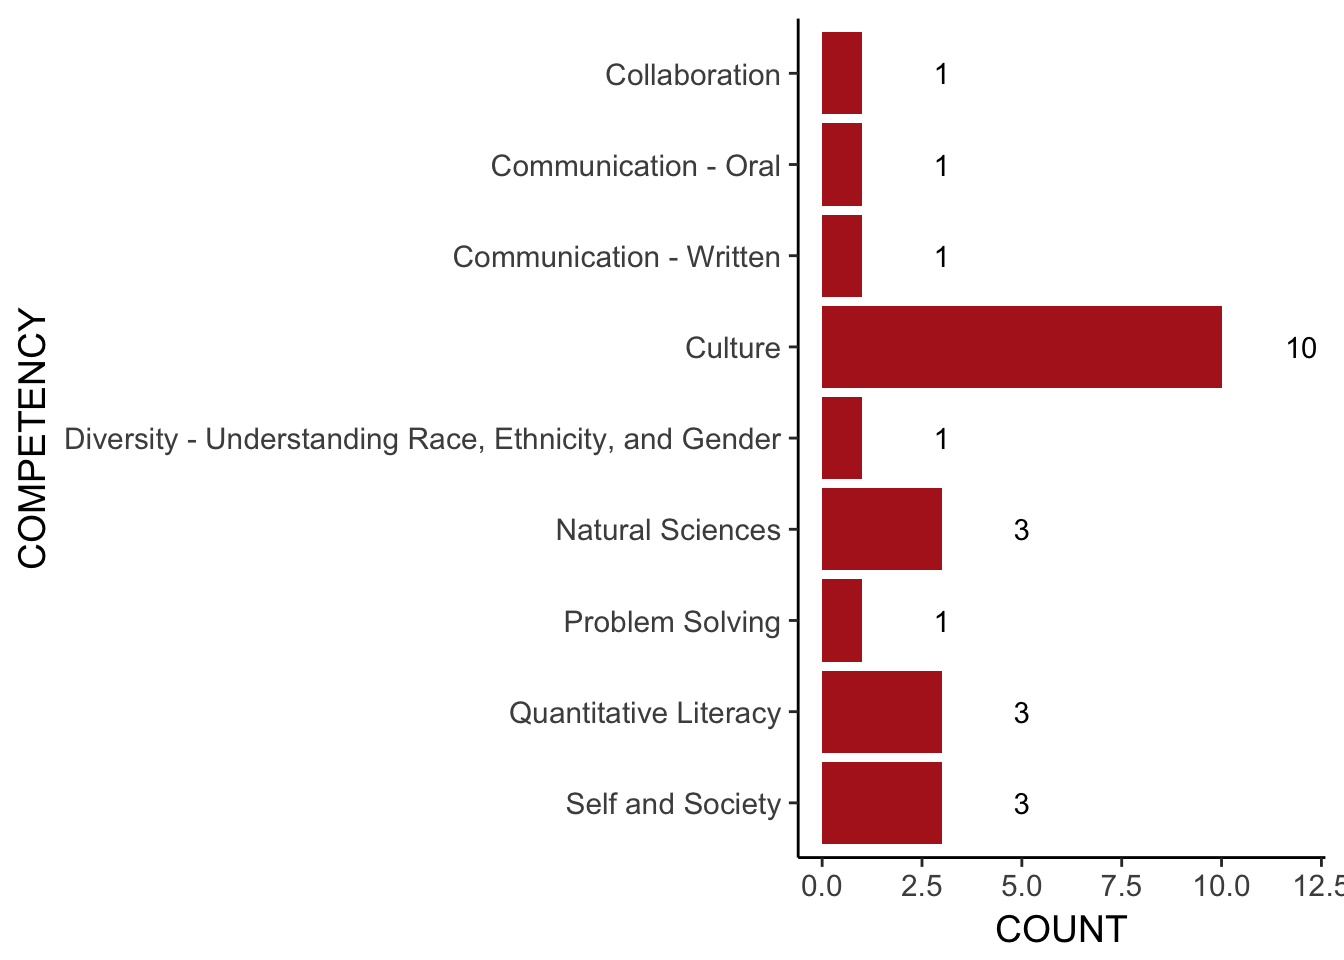 Collaboration 1
Communication - Oral 1
Communication - Written 1
Culture 10
Diversity - Understanding Race, Ethnicity, and Gender 1
Natural Sciences 3
Problem Solving 1
Quantitative Literacy 3
Self and Society 3
COMPETENCY
0.0 2.5 5.0 7.5 10.0 12.5
COUNT